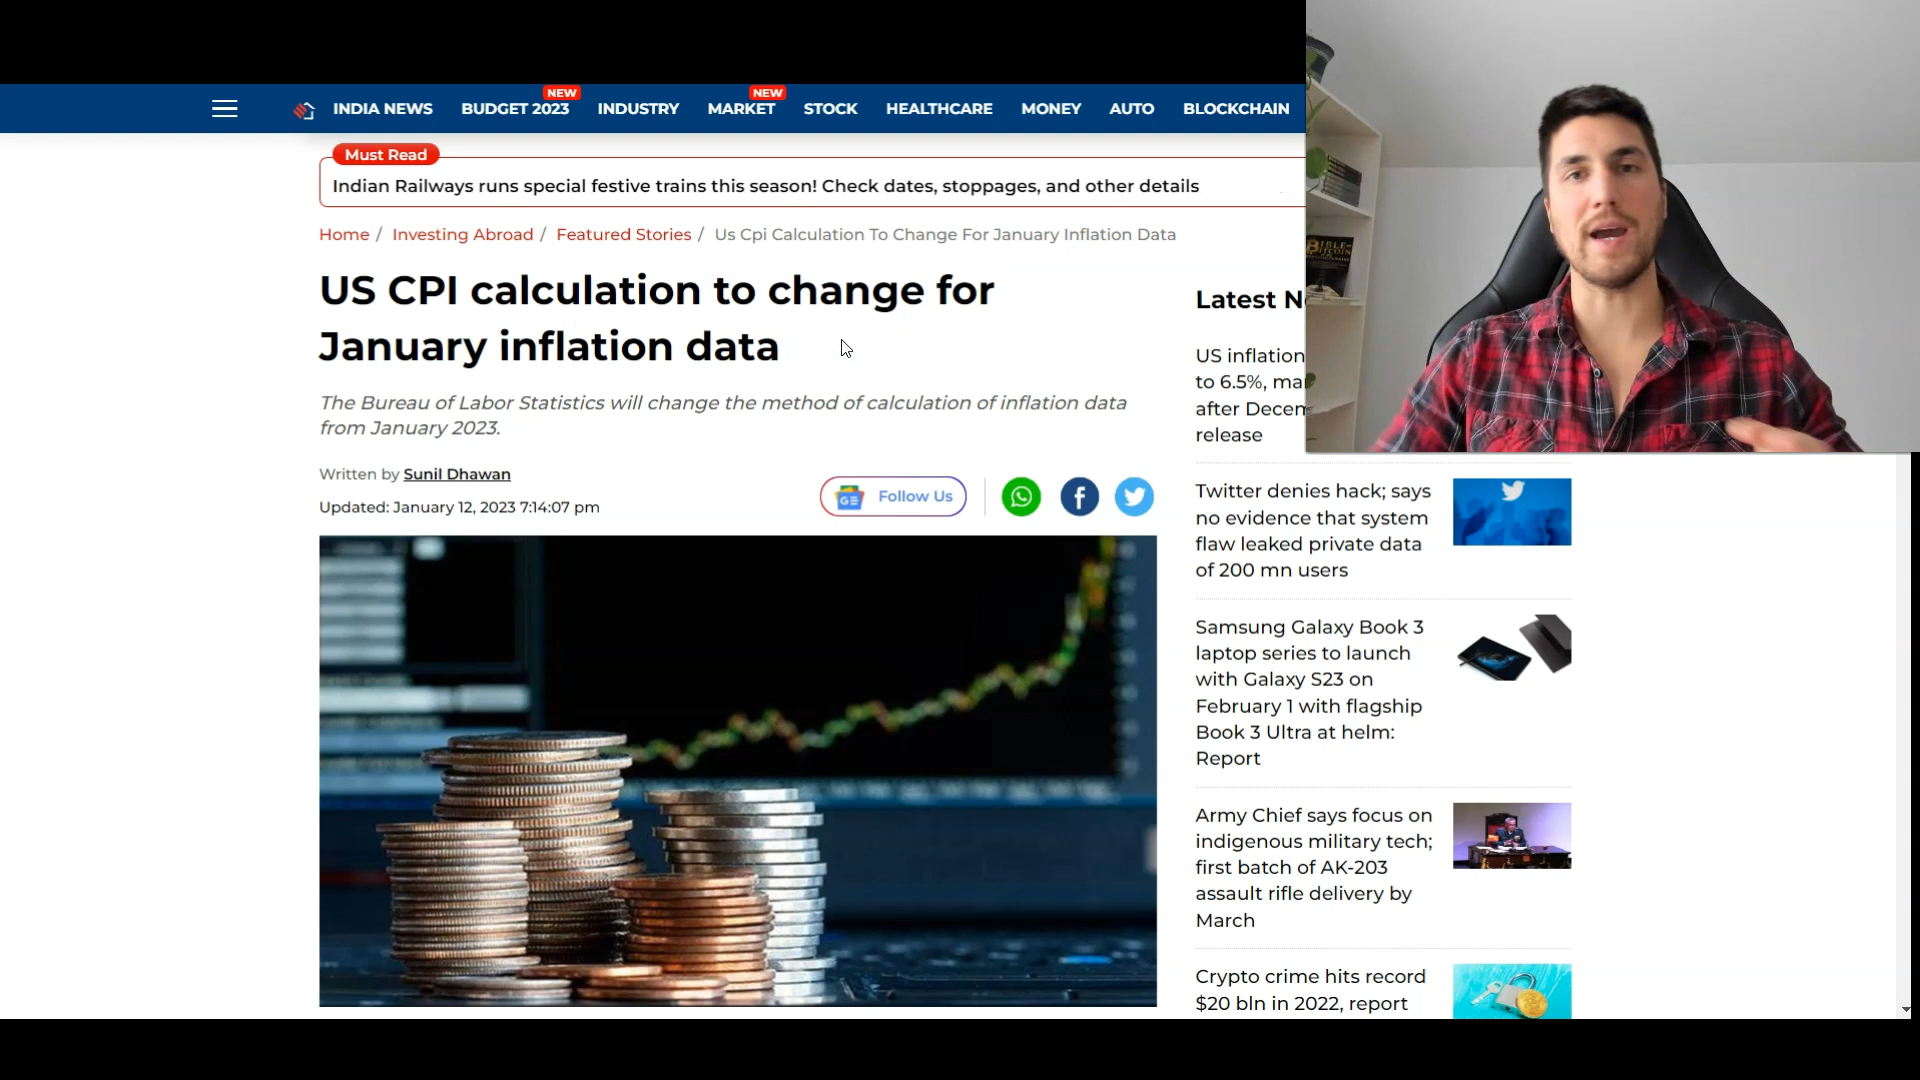 INDIA NEWS BUDGET 2023 NEW INDUSTRY MARKET NEW STOCK HEALTHCARE MONEY AUTO BLOCKCHAIN
Must Read
Indian Railways runs special festive trains this season! Check dates, stoppages, and other details
Home / Investing Abroad / Featured Stories / Us Cpi Calculation To Change For January Inflation Data
US CPI calculation to change for
January inflation data
The Bureau of Labor Statistics will change the method of calculation of inflation data
from January 2023.
Written by Sunil Dhawan
Updated: January 12, 2023 7:14:07 pm
GE Follow Us
Latest
US inflation
to 6.5%,
after
release
Twitter denies hack; says
no evidence that system
flaw leaked private data
of 200 mn users
Samsung Galaxy Book 3
laptop series to launch
with Galaxy S23 on
February 1 with flagship
Book 3 Ultra at helm:
Report
Army Chief says focus on
indigenous military tech;
first batch of AK-203
assault rifle delivery by
March
Crypto crime hits record
$20 bln in 2022, report